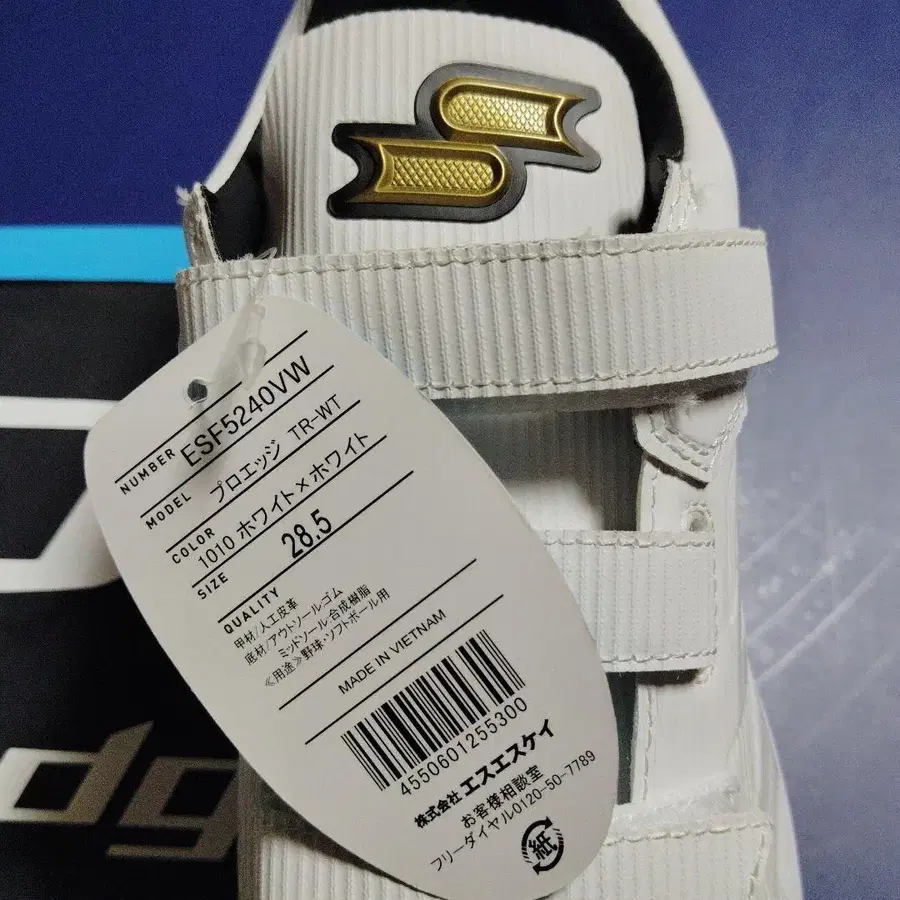 NUMBER ESF5240VW
MODEL プロエッジ TR-WT
COLOR
1010 ホワイト×ホワイト
SIZE 28.5
QUALITY
甲材/人工皮革
底材/アウトソール・ゴム
ミッドソール・合成樹脂
≪用途≫野球・ソフトボール用
MADE IN VIETNAM
4550601255300
株式会社エスエスケイ
お客様相談室
フリーダイヤル0120-50-7789
紙
dg